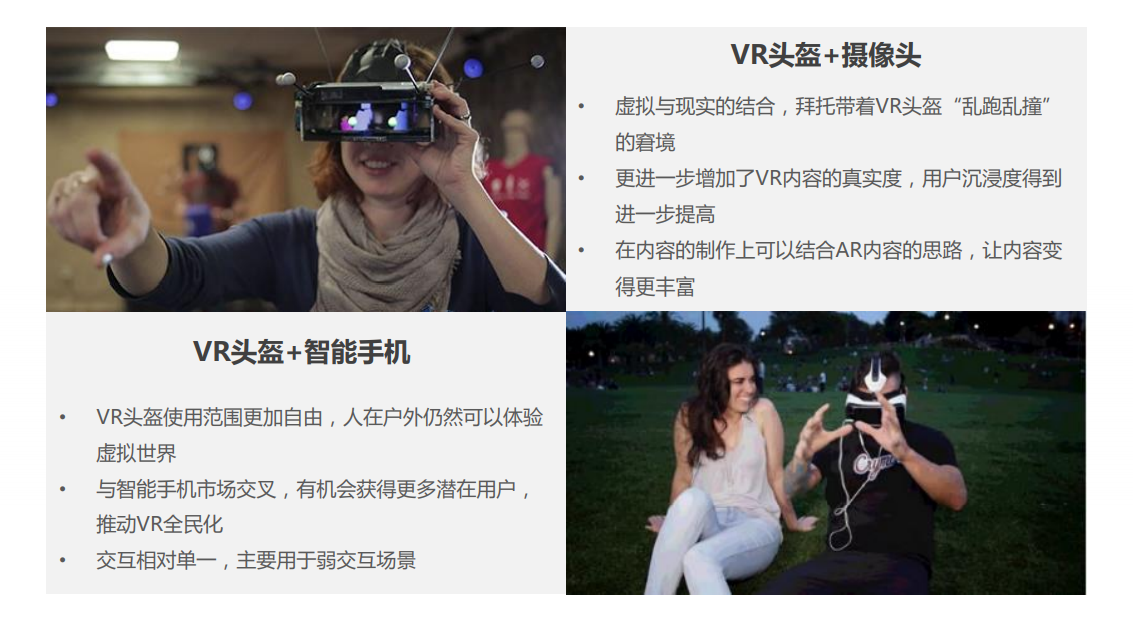 VR头盔+摄像头
• 虚拟与现实的结合，拜托带着VR头盔“乱跑乱撞”
的窘境
• 更进一步增加了VR内容的真实度，用户沉浸度得到
进一步提高
• 在内容的制作上可以结合AR内容的思路，让内容变
得更丰富
VR头盔+智能手机
• VR头盔使用范围更加自由，人在户外仍然可以体验
虚拟世界
• 与智能手机市场交叉，有机会获得更多潜在用户，
推动VR全民化
• 交互相对单一，主要用于弱交互场景